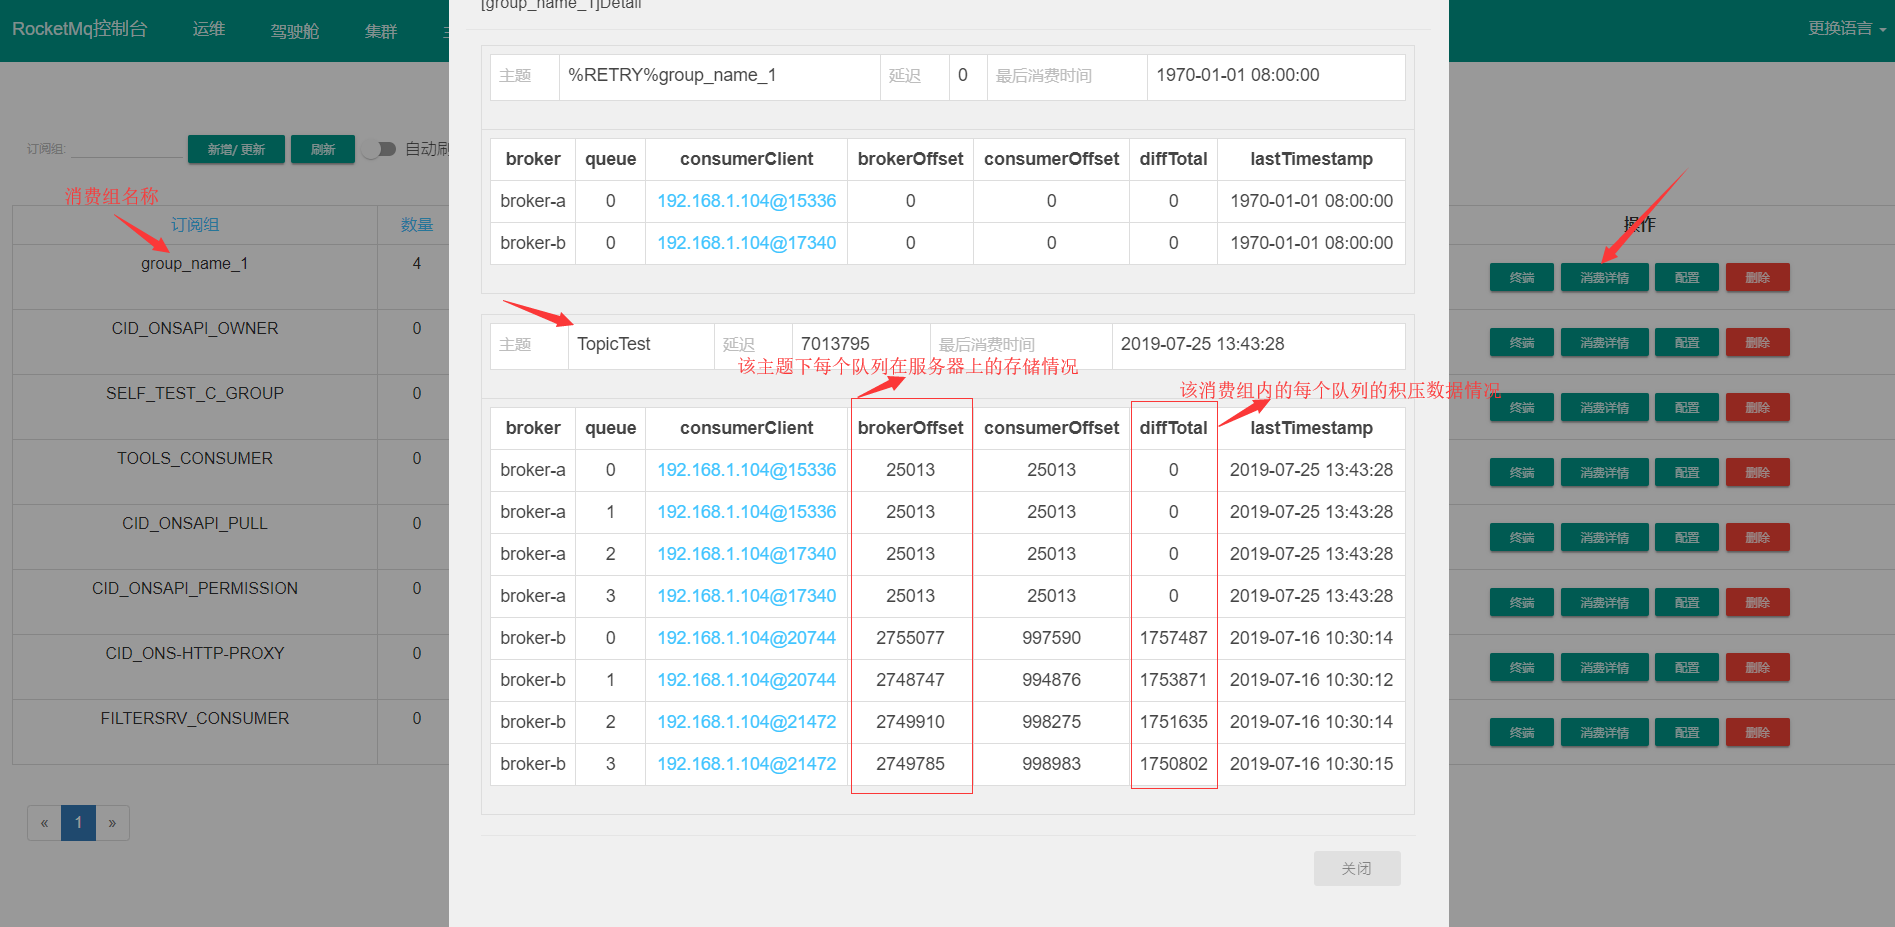 [group_name_1]Detail
RocketMq控制台 运维 驾驶舱 集群 更换语言
主题 %RETRY%group_name_1 延迟 0 最后消费时间 1970-01-01 08:00:00
订阅组: 新增/ 更新 刷新 自动刷
broker queue consumerClient brokerOffset consumerOffset diffTotal lastTimestamp
broker-a 0 192.168.1.104@15336 0 0 0 1970-01-01 08:00:00
broker-b 0 192.168.1.104@17340 0 0 0 1970-01-01 08:00:00
消费组名称
订阅组 数量 操作
group_name_1 4 终端 消费详情 配置 删除
CID_ONSAPI_OWNER 0 终端 消费详情 配置 删除
SELF_TEST_C_GROUP 0 终端 消费详情 配置 删除
TOOLS_CONSUMER 0 终端 消费详情 配置 删除
CID_ONSAPI_PULL 0 终端 消费详情 配置 删除
CID_ONSAPI_PERMISSION 0 终端 消费详情 配置 删除
CID_ONS-HTTP-PROXY 0 终端 消费详情 配置 删除
FILTERSRV_CONSUMER 0 终端 消费详情 配置 删除
« 1 »
主题 TopicTest 延迟 7013795 最后消费时间 2019-07-25 13:43:28
该主题下每个队列在服务器上的存储情况
该消费组内的每个队列的积压数据情况
broker queue consumerClient brokerOffset consumerOffset diffTotal lastTimestamp
broker-a 0 192.168.1.104@15336 25013 25013 0 2019-07-25 13:43:28
broker-a 1 192.168.1.104@15336 25013 25013 0 2019-07-25 13:43:28
broker-a 2 192.168.1.104@17340 25013 25013 0 2019-07-25 13:43:28
broker-a 3 192.168.1.104@17340 25013 25013 0 2019-07-25 13:43:28
broker-b 0 192.168.1.104@20744 2755077 997590 1757487 2019-07-16 10:30:14
broker-b 1 192.168.1.104@20744 2748747 994876 1753871 2019-07-16 10:30:12
broker-b 2 192.168.1.104@21472 2749910 998275 1751635 2019-07-16 10:30:14
broker-b 3 192.168.1.104@21472 2749785 998983 1750802 2019-07-16 10:30:15
关闭